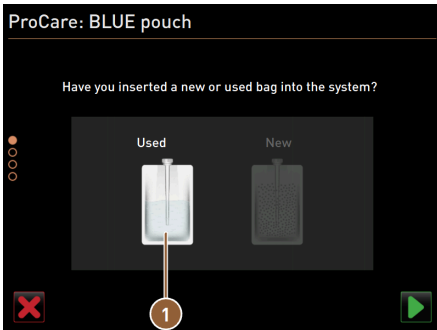 ProCare: BLUE pouch
Have you inserted a new or used bag into the system?
Used New
1